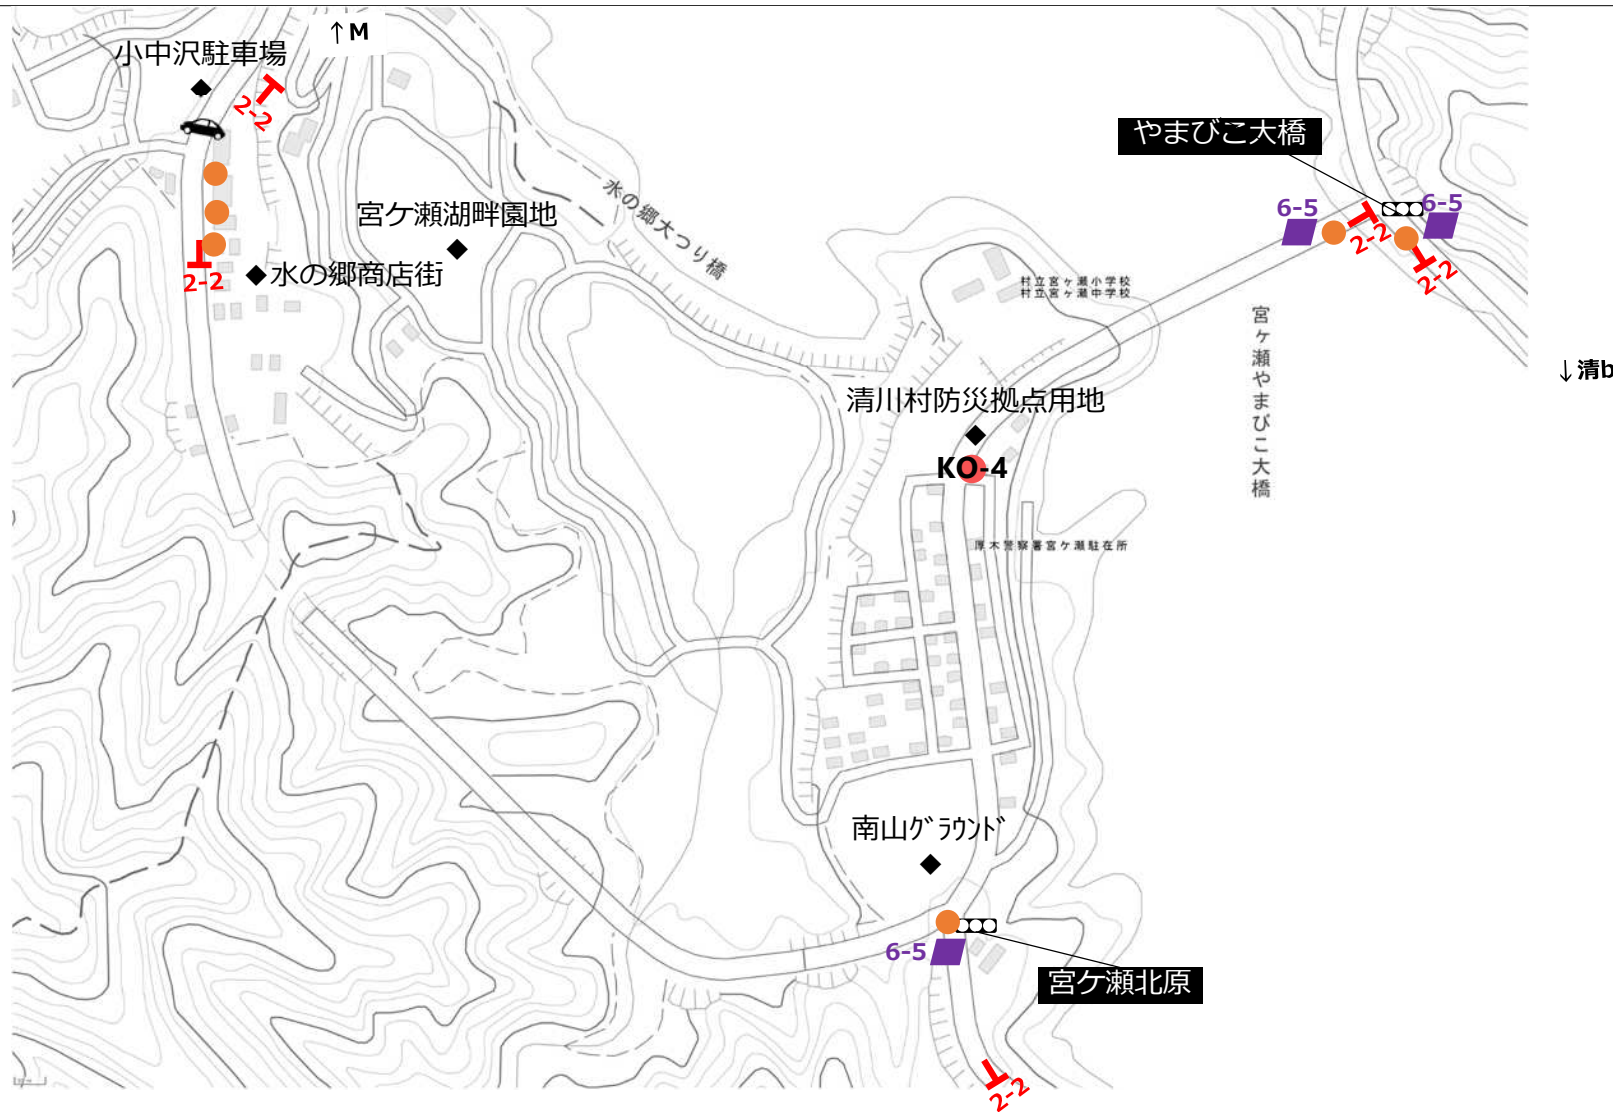 ↑M
小中沢駐車場
2-2
やまびこ大橋
水の郷大つり橋
宮ケ瀬湖畔園地
6-5
6-5
2-2
2-2
2-2
水の郷商店街
村立宮ヶ瀬小学校
村立宮ヶ瀬中学校
宮ヶ瀬やまびこ大橋
↓清b
清川村防災拠点用地
KO-4
厚木警察署宮ケ瀬駐在所
南山グラウンド
6-5
宮ケ瀬北原
2-2